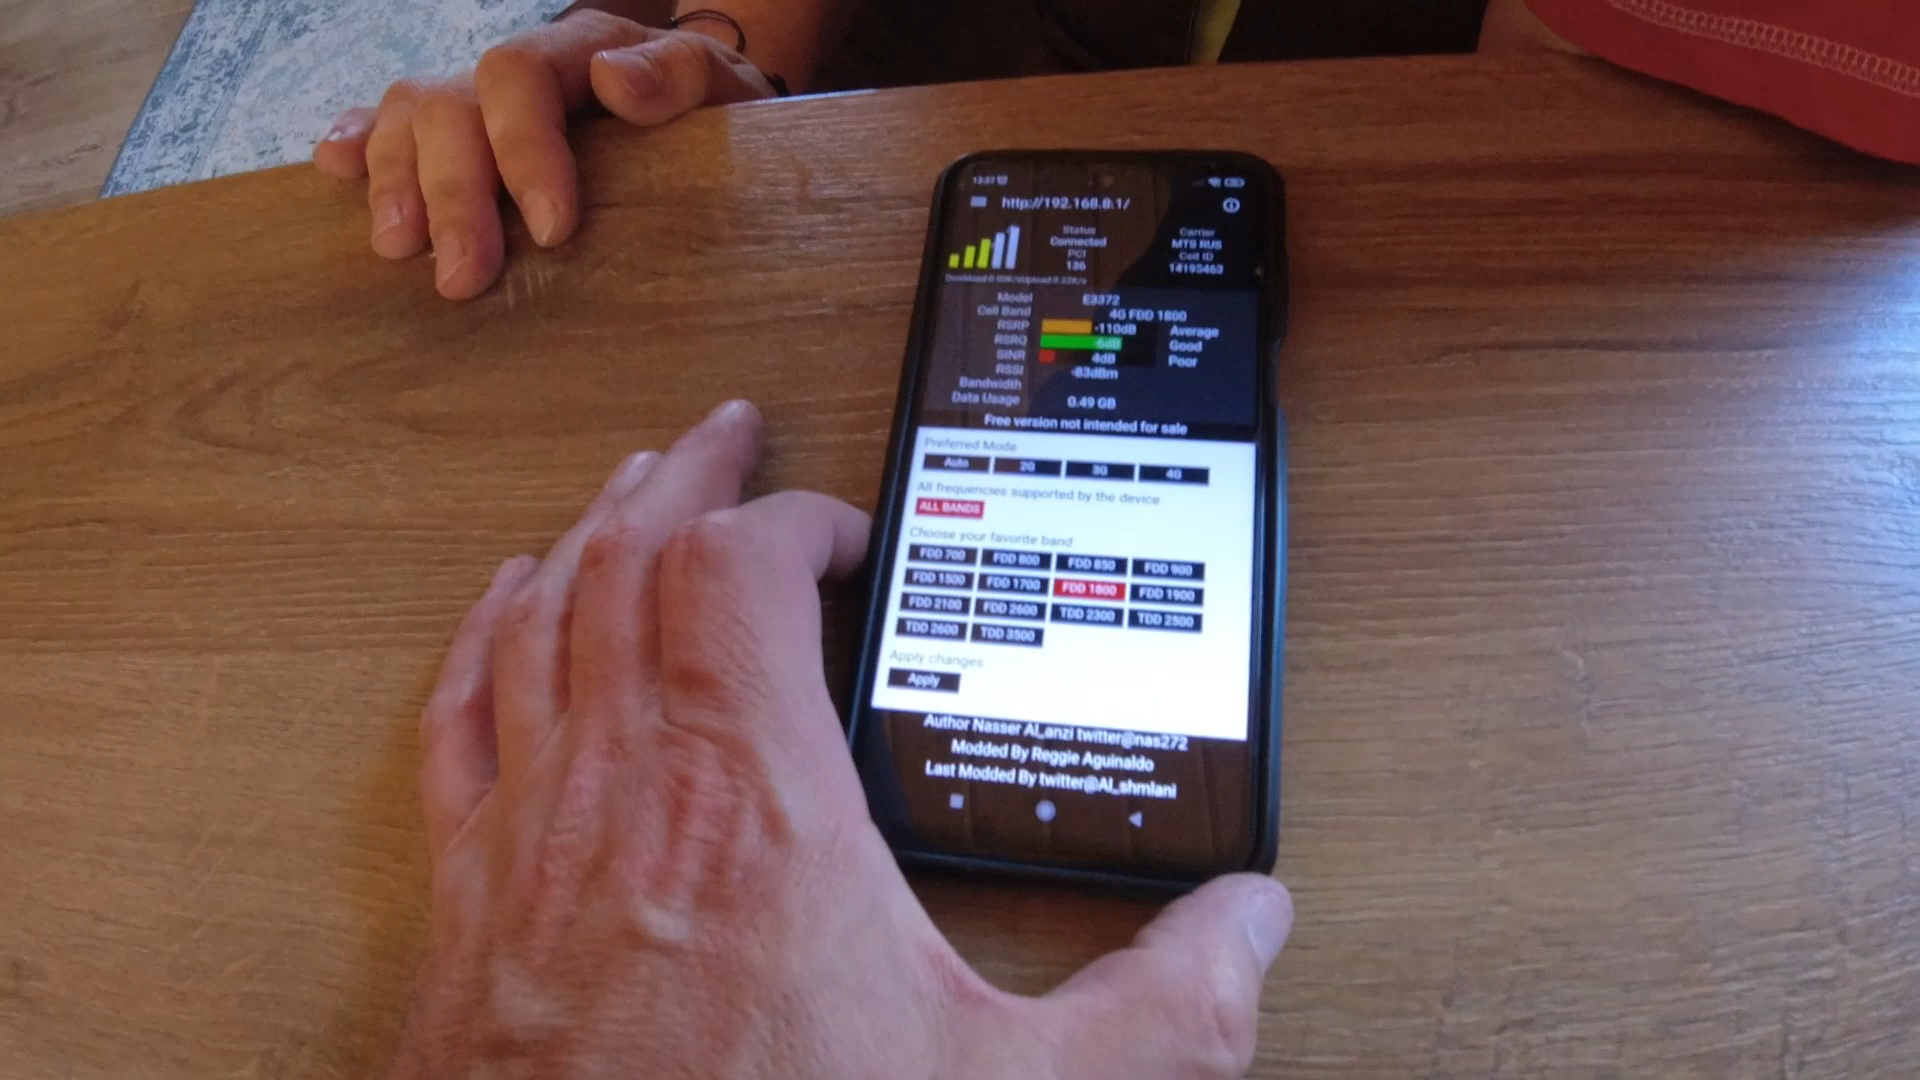 13:27
http://192.168.8.1/
Status
Connected
PCI
136
Carrier
MTS RUS
Cell ID
14195463
Model E3372
Cell Band 4G FDD 1800
RSRP -110dB Average
RSRQ -6dB Good
SINR 4dB Poor
RSSI -83dBm
Bandwidth
Data Usage 0.49 GB
Free version not intended for sale
Preferred Mode
Auto 2G 3G 4G
All frequencies supported by the device
ALL BANDS
Choose your favorite band
FDD 700 FDD 800 FDD 850 FDD 900
FDD 1500 FDD 1700 FDD 1800 FDD 1900
FDD 2100 FDD 2600 TDD 2300 TDD 2500
TDD 2600 TDD 3500
Apply changes
Apply
Author Nasser Al_anzi twitter@nas272
Modded By Reggie Aguinaldo
Last Modded By twitter@Al_shmlani